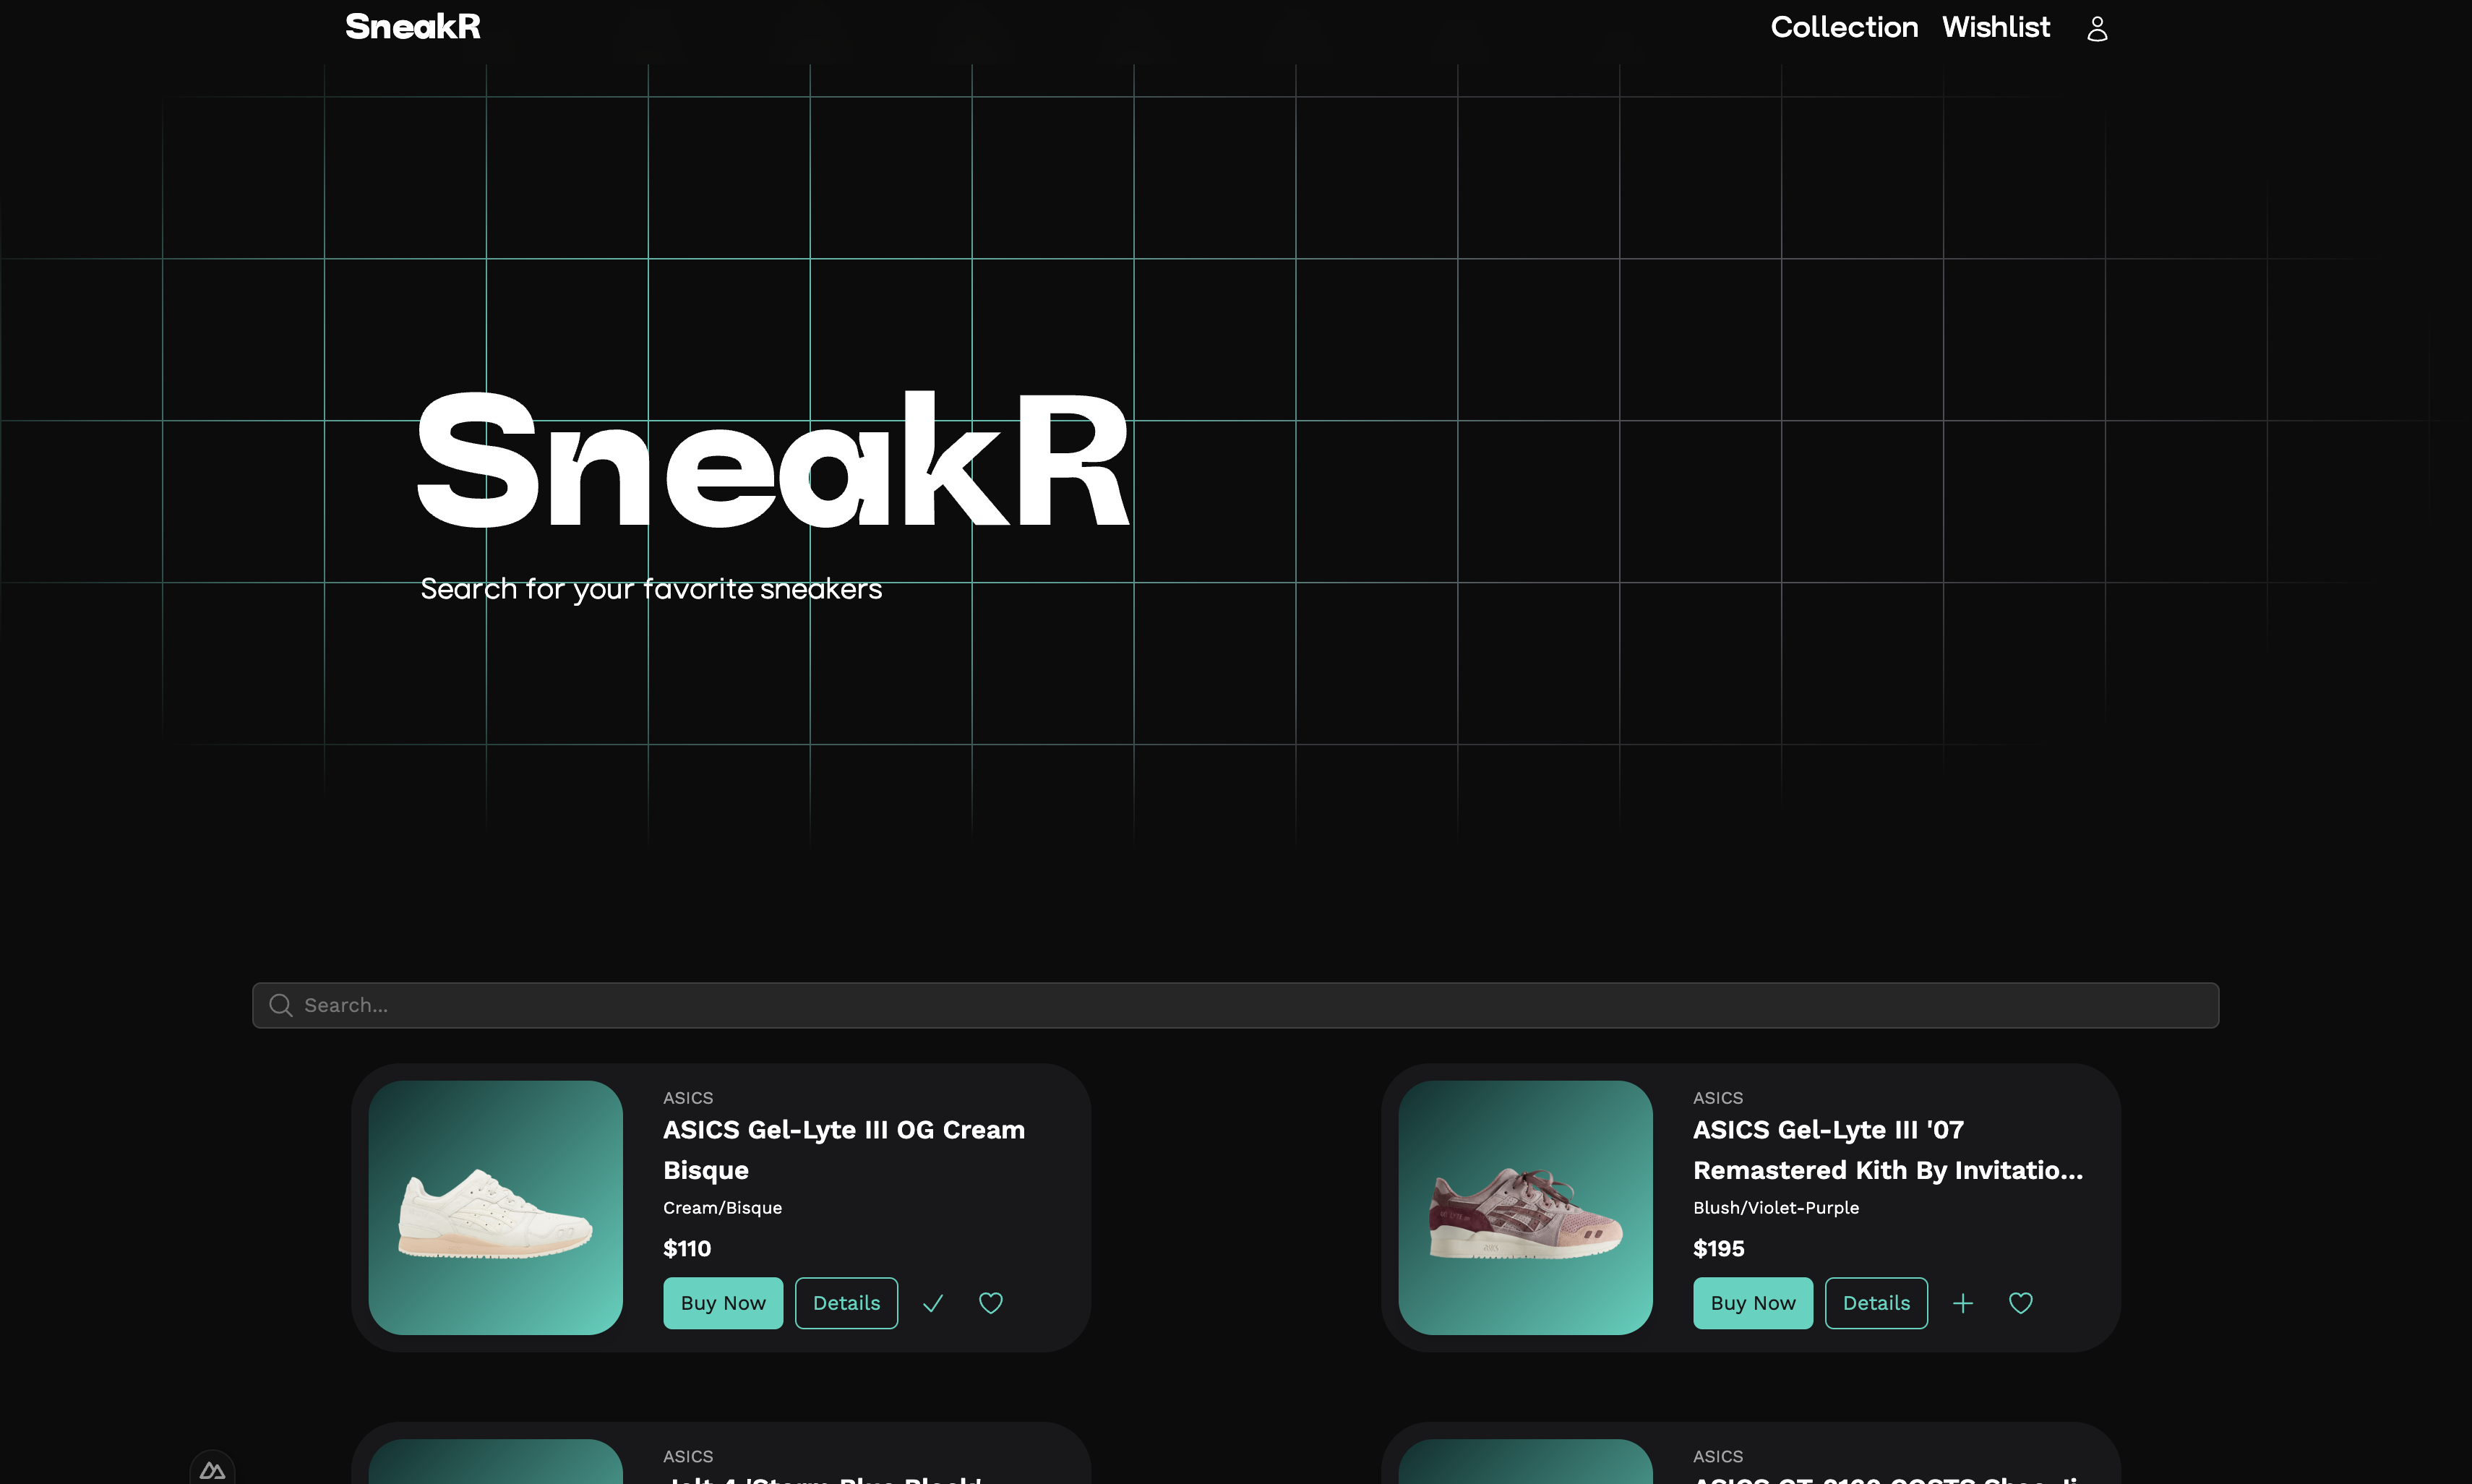 SneakR
Collection Wishlist
SneakR
Search for your favorite sneakers
Search...
ASICS
ASICS Gel-Lyte III OG Cream
Bisque
Cream/Bisque
$110
Buy Now Details
ASICS
ASICS Gel-Lyte III '07
Remastered Kith By Invitatio...
Blush/Violet-Purple
$195
Buy Now Details
ASICS
ASICS